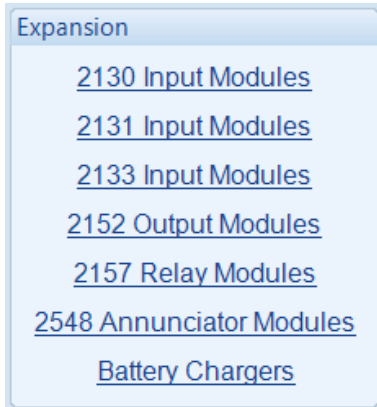 Expansion
2130 Input Modules
2131 Input Modules
2133 Input Modules
2152 Output Modules
2157 Relay Modules
2548 Annunciator Modules
Battery Chargers